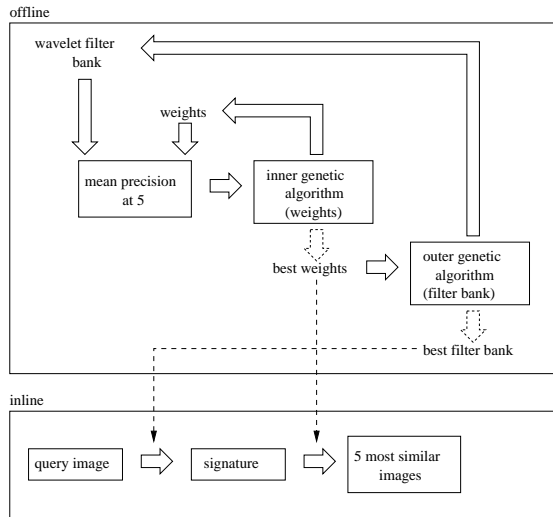 offline
wavelet filter
bank
weights
mean precision
at 5
inner genetic
algorithm
(weights)
best weights
outer genetic
algorithm
(filter bank)
best filter bank
inline
query image
signature
5 most similar
images